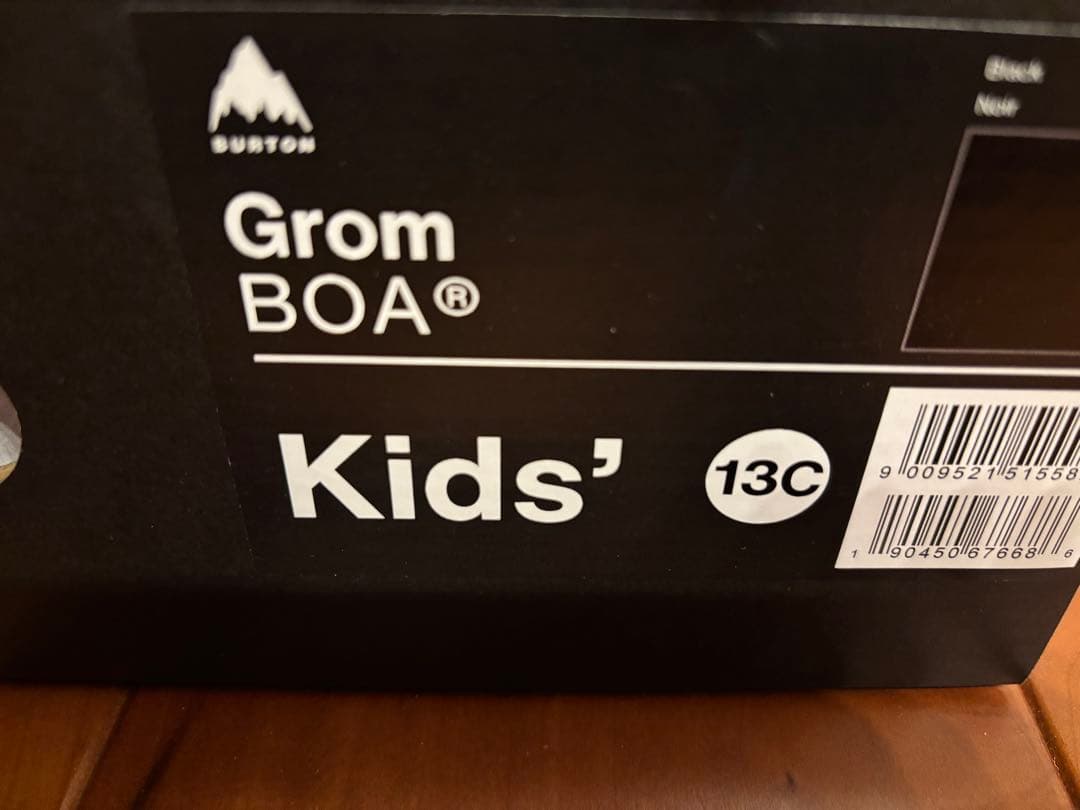 BURTON
Grom
BOA®
Black
Noir
Kids’
13C
9 009521 51558
1 90450 67668 6